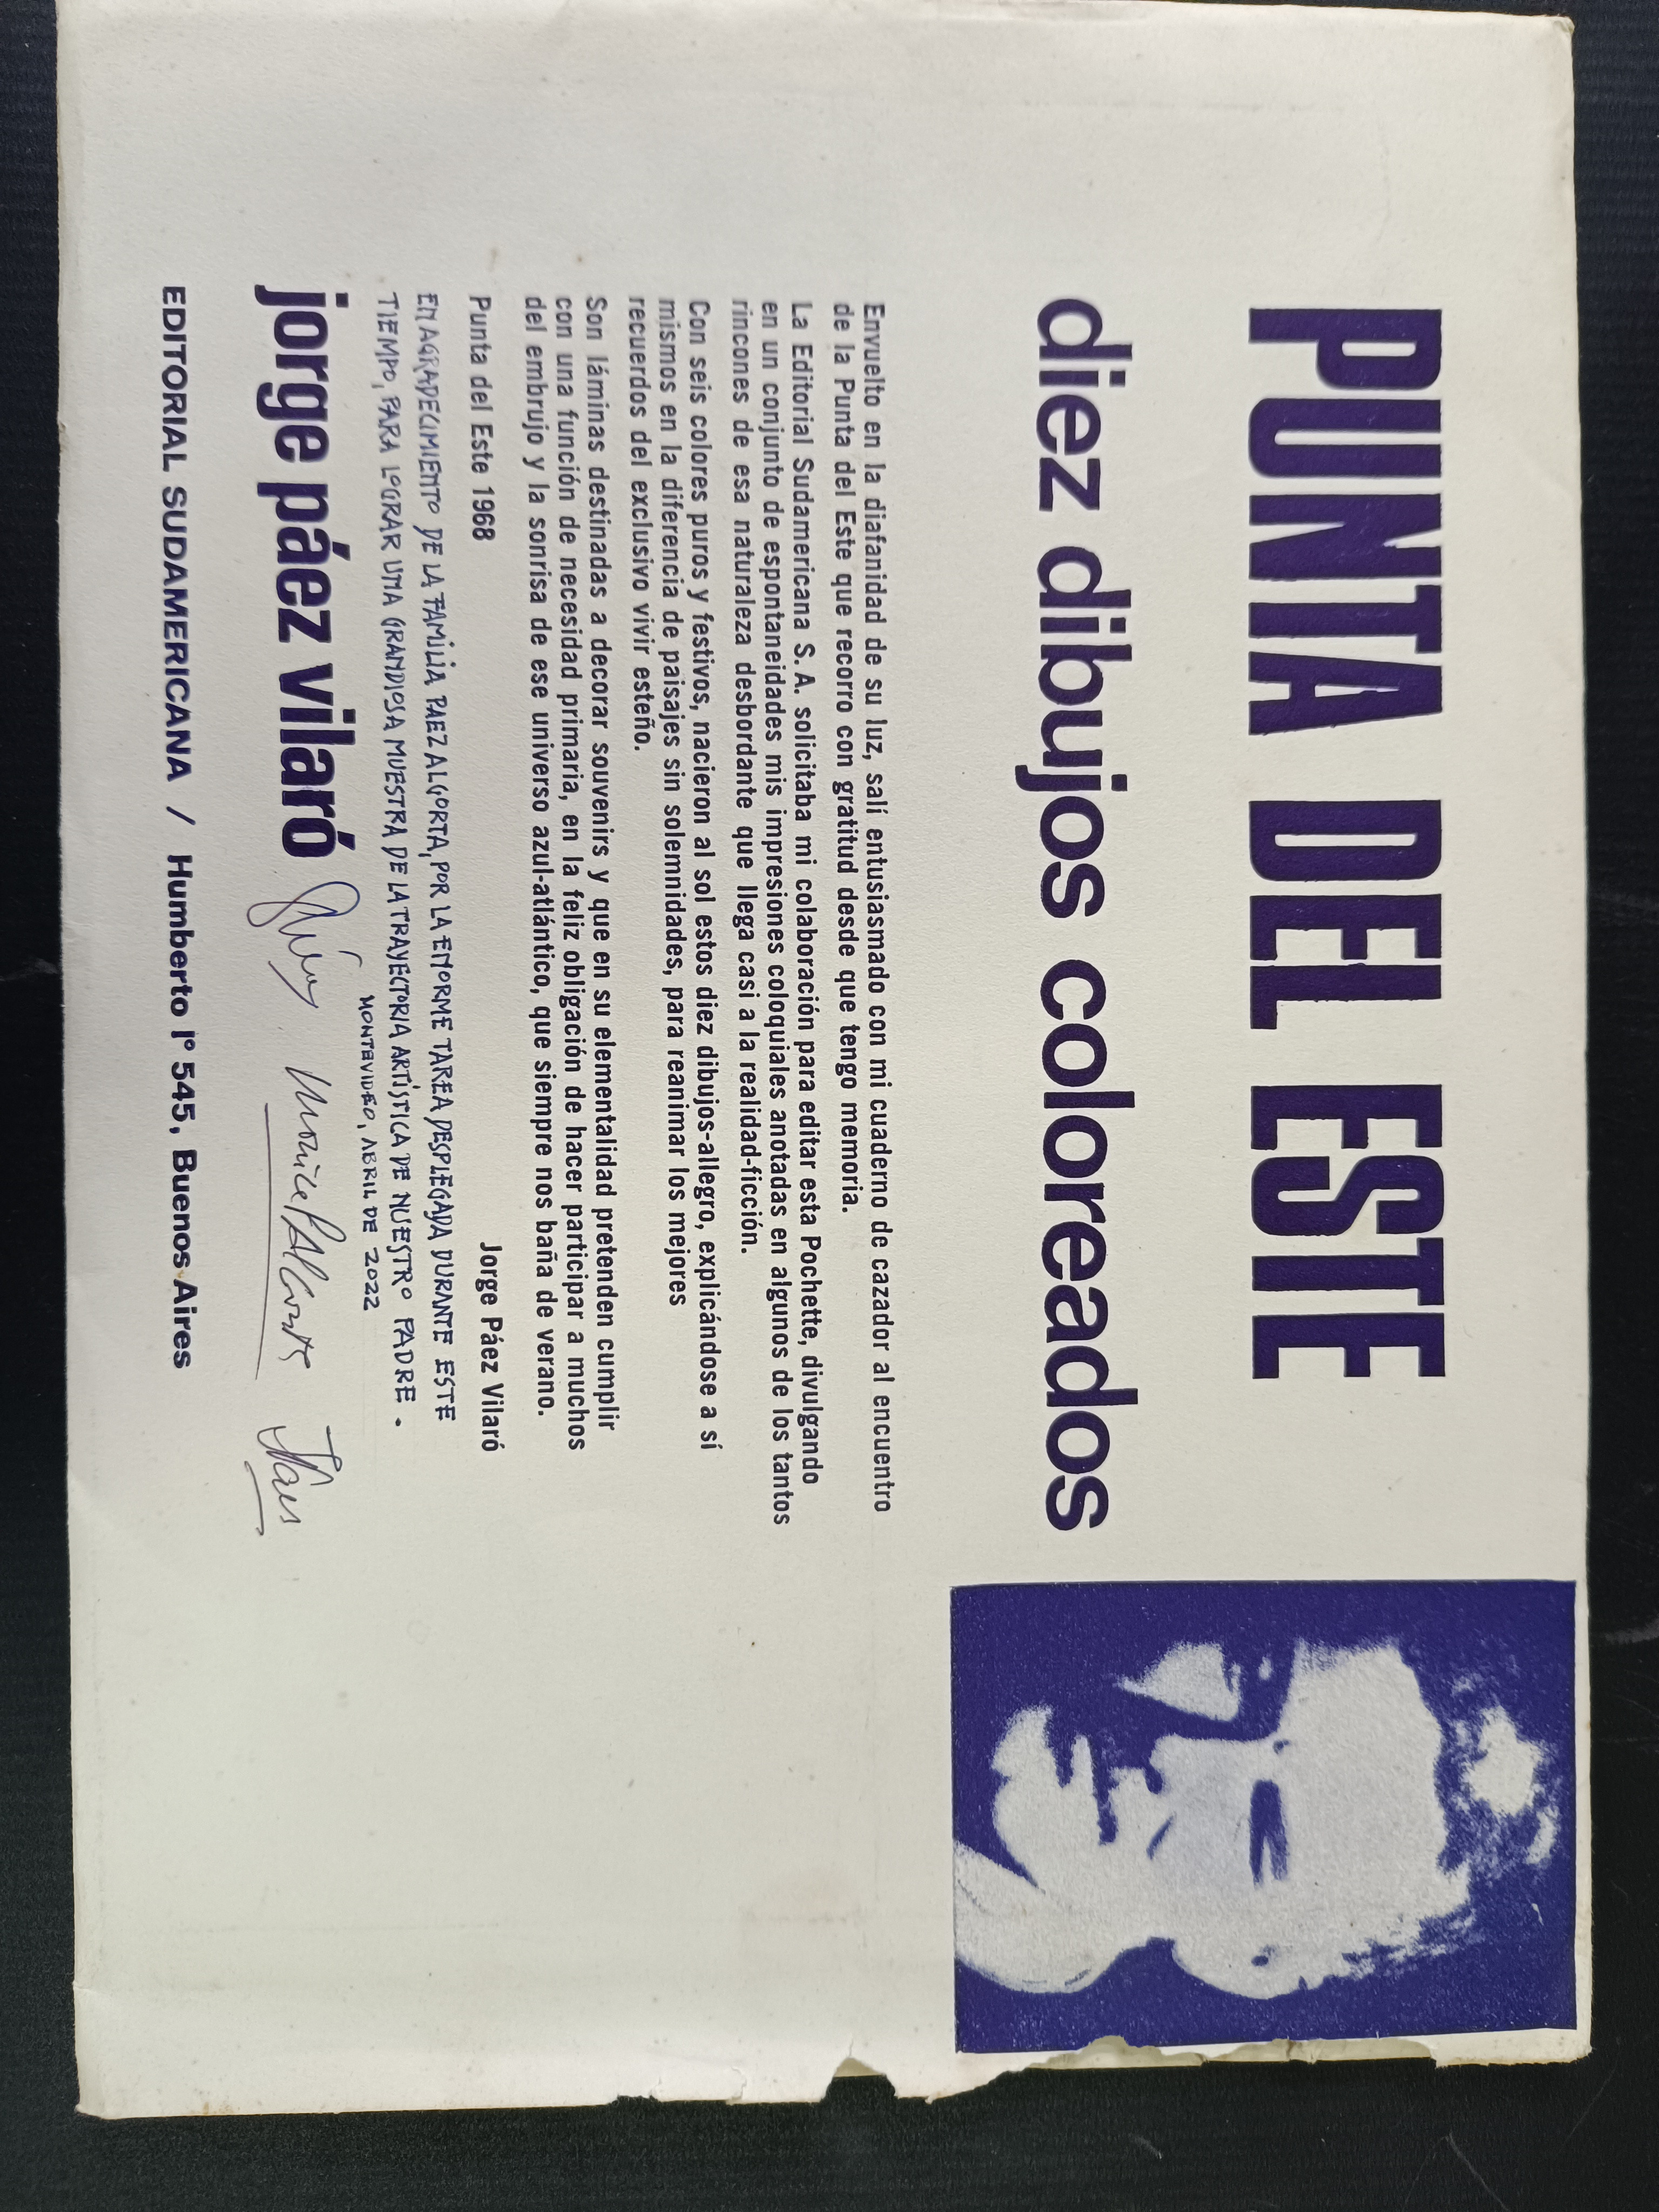 PUNTA DEL ESTE
diez dibujos coloreados
Envuelto en la diafanidad de su luz, salí entusiasmado con mi cuaderno de cazador al encuentro
de la Punta del Este que recorro con gratitud desde que tengo memoria.
La Editorial Sudamericana S. A. solicitaba mi colaboración para editar esta Pochette, divulgando
en un conjunto de espontaneidades mis impresiones coloquiales anotadas en algunos de los tantos
rincones de esa naturaleza desbordante que llega casi a la realidad-ficción.
Con seis colores puros y festivos, nacieron al sol estos diez dibujos-allegro, explicándose a sí
mismos en la diferencia de paisajes sin solemnidades, para reanimar los mejores
recuerdos del exclusivo vivir esteño.
Son láminas destinadas a decorar souvenirs y que en su elementalidad pretenden cumplir
con una función de necesidad primaria, en la feliz obligación de hacer participar a muchos
del embrujo y la sonrisa de ese universo azul-atlántico, que siempre nos baña de verano.
Jorge Páez Vilaró
Punta del Este 1968
EN AGRADECIMIENTO DE LA FAMILIA PAEZ ALGORTA, POR LA ENORME TAREA DESPLEGADA DURANTE ESTE
TIEMPO, PARA LOGRAR UNA GRANDIOSA MUESTRA DE LA TRAYECTORIA ARTÍSTICA DE NUESTRO PADRE.
MONTEVIDEO, ABRIL DE 2022
jorge páez vilaró
EDITORIAL SUDAMERICANA / Humberto Iº 545, Buenos Aires